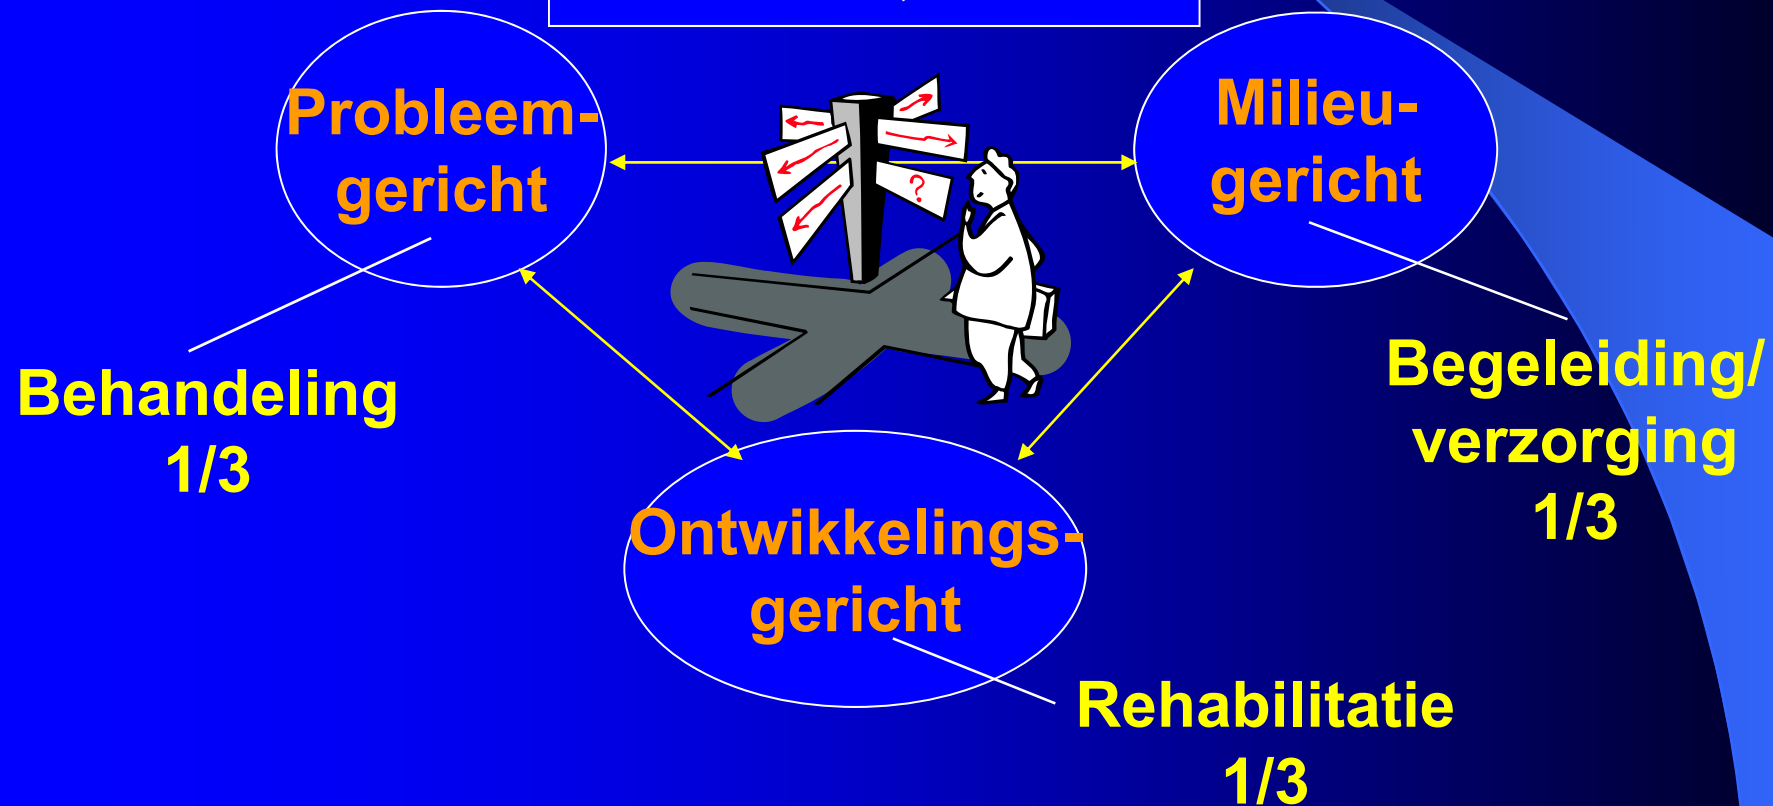 Probleem-
gericht
Milieu-
gericht
?
Behandeling
1/3
Begeleiding/
verzorging
1/3
Ontwikkelings-
gericht
Rehabilitatie
1/3